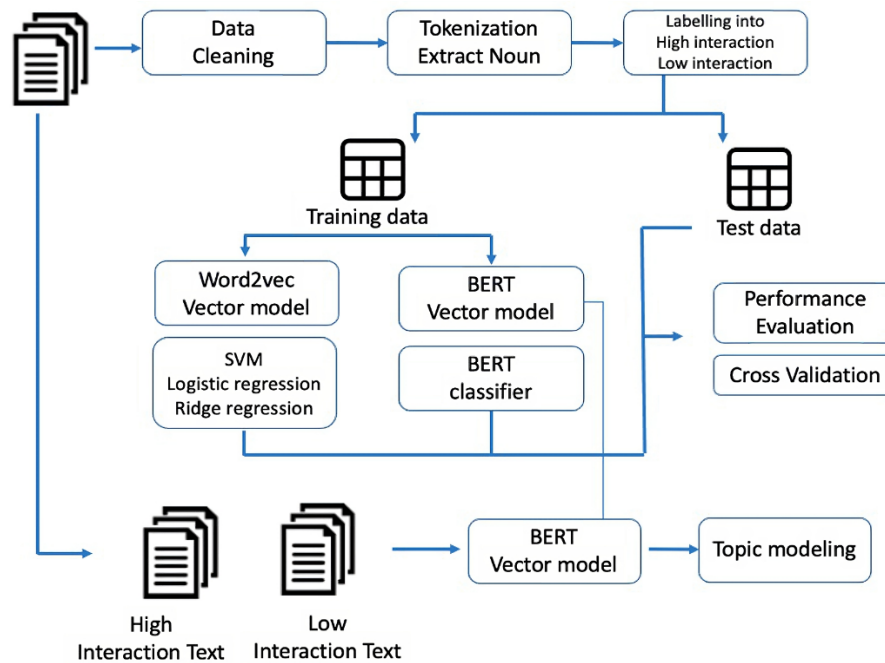 Data
Cleaning
Tokenization
Extract Noun
Labelling into
High interaction
Low interaction
Training data
Test data
Word2vec
Vector model
BERT
Vector model
Performance
Evaluation
SVM
Logistic regression
Ridge regression
BERT
classifier
Cross Validation
BERT
Vector model
Topic modeling
High
Interaction Text
Low
Interaction Text